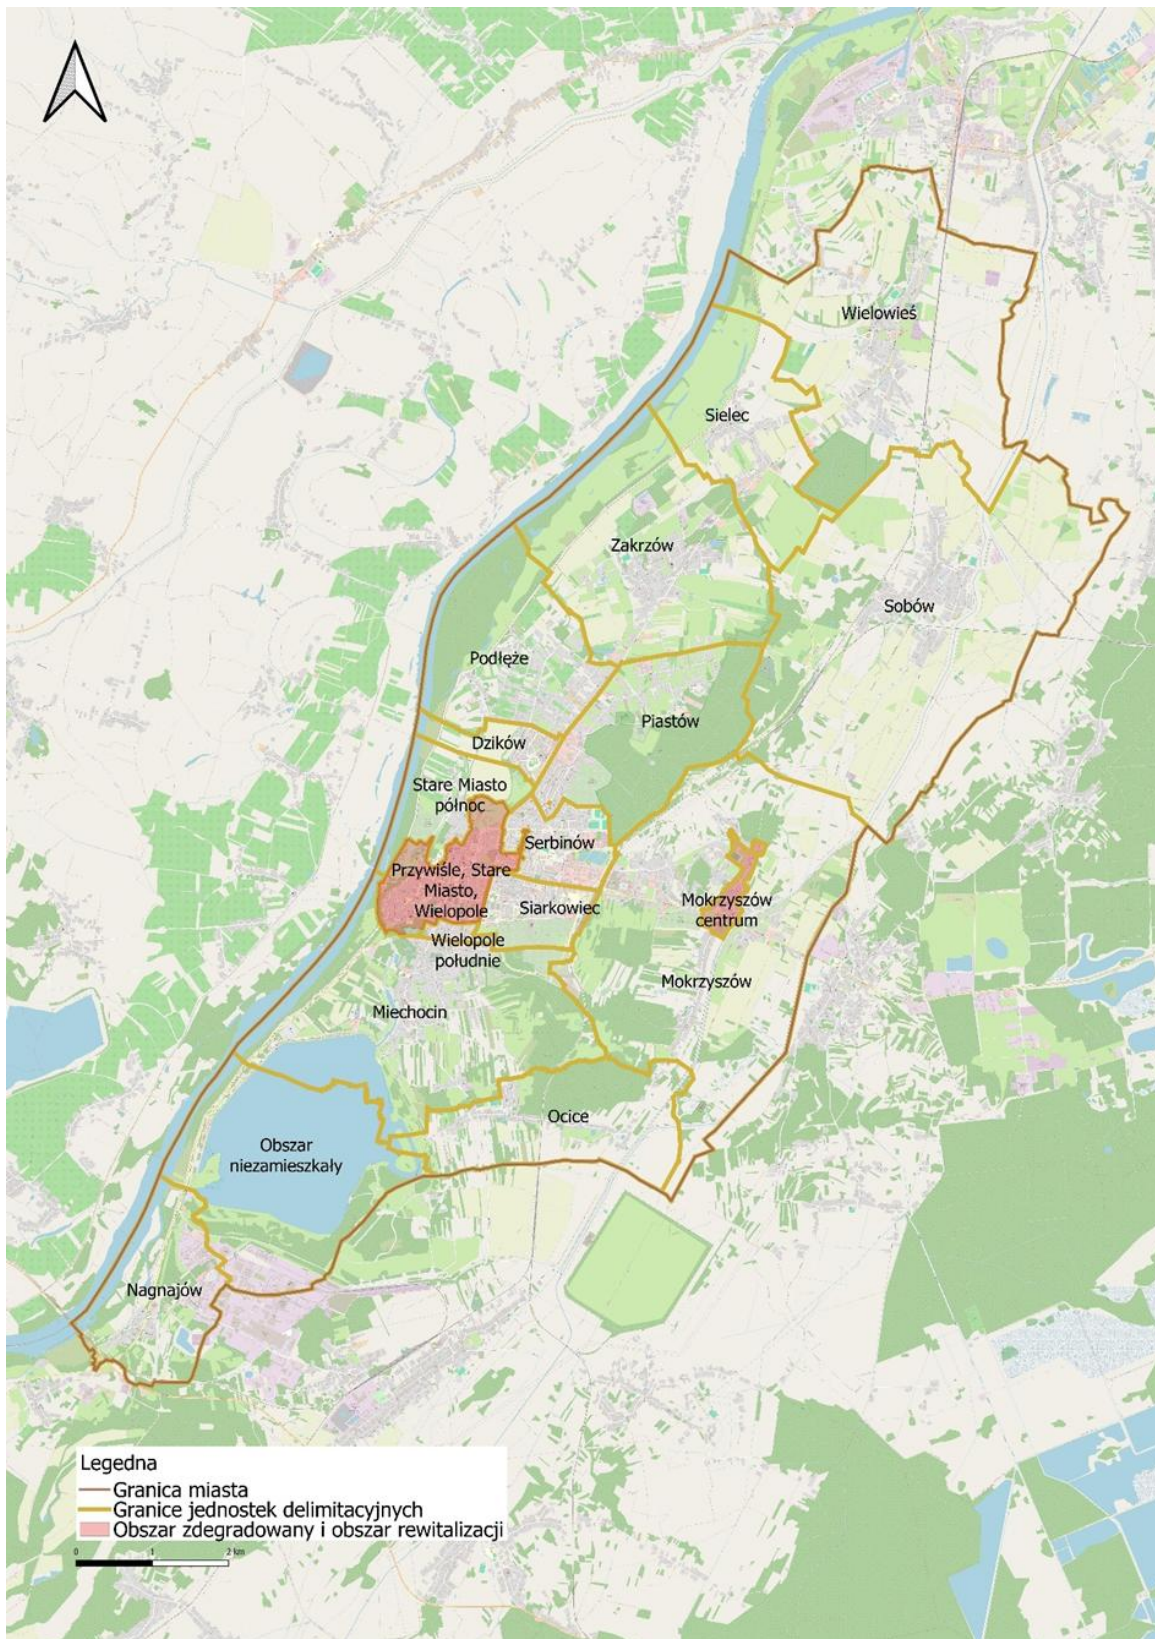 Wielowieś
Sielec
Zakrzów
Sobów
Podłęże
Piastów
Dzików
Stare Miasto
północ
Serbinów
Przywiśle, Stare
Miasto,
Wielopole
Siarkowiec
Mokrzyszów
centrum
Wielopole
południe
Mokrzyszów
Miechocin
Ocice
Obszar
niezamieszkały
Nagnajów
Legedna
Granica miasta
Granice jednostek delimitacyjnych
Obszar zdegradowany i obszar rewitalizacji
0 1 2 km